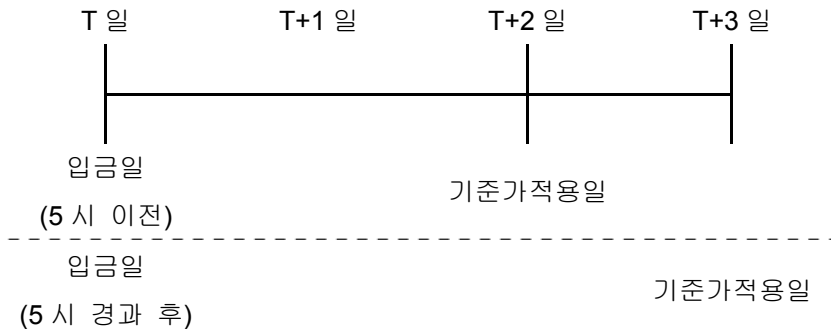 T 일 T+1 일 T+2 일 T+3 일
입금일
(5 시 이전)
기준가적용일
입금일
(5 시 경과 후)
기준가적용일